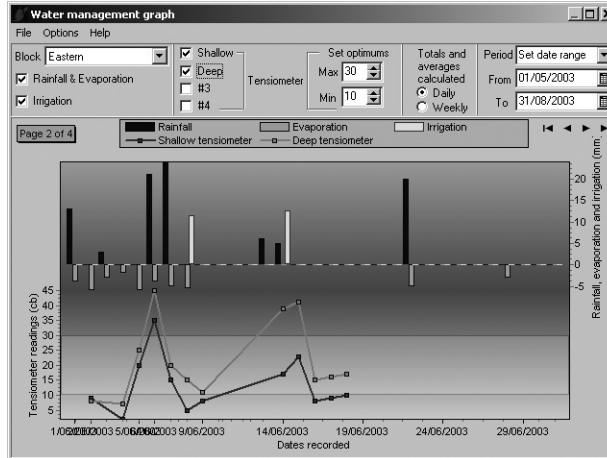 Water management graph
File Options Help
Block Eastern
Rainfall & Evaporation
Irrigation
Shallow
Deep
#3
#4
Tensiometer
Set optimums
Max 30
Min 10
Totals and
averages
calculated
Daily
Weekly
Period Set date range
From 01/05/2003
To 31/08/2003
Page 2 of 4
Rainfall Evaporation Irrigation
Shallow tensiometer Deep tensiometer
20
15
10
5
0
-5
Rainfall, evaporation and irrigation (mm
45
40
35
30
25
20
15
10
5
Tensiometer readings (cb)
9/06/2003 14/06/2003 19/06/2003 24/06/2003 29/06/2003
Dates recorded